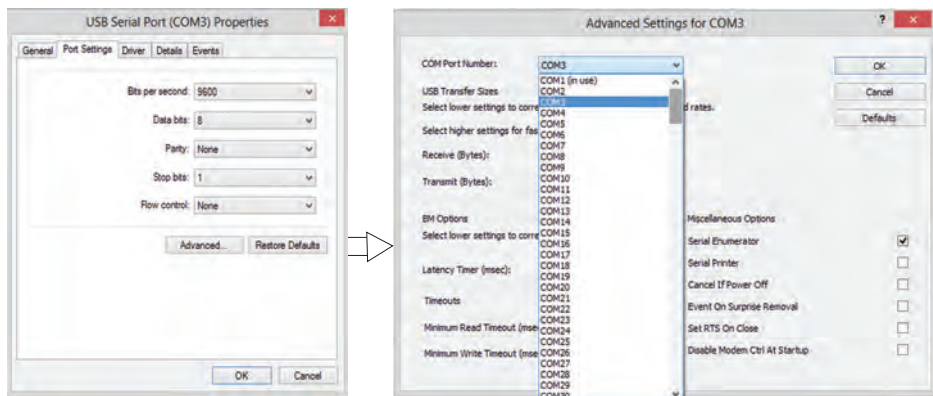 USB Serial Port (COM3) Properties
General Port Settings Driver Details Events
Bits per second: 9600
Data bits: 8
Parity: None
Stop bits: 1
Flow control: None
Advanced... Restore Defaults
OK Cancel
Advanced Settings for COM3
COM Port Number: COM3
OK
Cancel
Defaults
USB Transfer Sizes
Select lower settings to corre d rates.
Select higher settings for fas
Receive (Bytes):
Transmit (Bytes):
BM Options
Select lower settings to corre
Latency Timer (msec):
Timeouts
Minimum Read Timeout (mse
Minimum Write Timeout (mse
COM1 (in use)
COM2
COM3
COM4
COM5
COM6
COM7
COM8
COM9
COM10
COM11
COM12
COM13
COM14
COM15
COM16
COM17
COM18
COM19
COM20
COM21
COM22
COM23
COM24
COM25
COM26
COM27
COM28
COM29
Miscellaneous Options
Serial Enumerator
Serial Printer
Cancel If Power Off
Event On Surprise Removal
Set RTS On Close
Disable Modem Ctrl At Startup